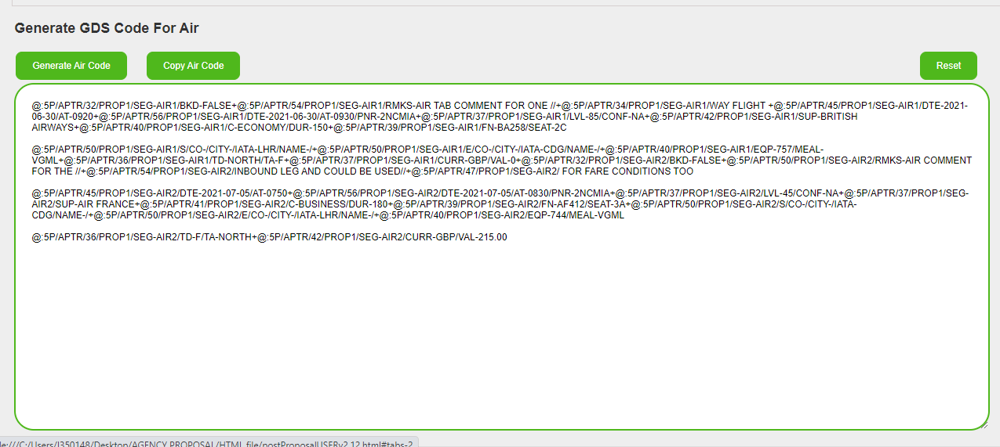 Generate GDS Code For Air
Generate Air Code Copy Air Code Reset
@:5P/APTR/32/PROP1/SEG-AIR1/BKD-FALSE+@:5P/APTR/54/PROP1/SEG-AIR1/RMKS-AIR TAB COMMENT FOR ONE //+@:5P/APTR/34/PROP1/SEG-AIR1/WAY FLIGHT +@:5P/APTR/45/PROP1/SEG-AIR1/DTE-2021-
06-30/AT-0920+@:5P/APTR/56/PROP1/SEG-AIR1/DTE-2021-06-30/AT-0930/PNR-2NCMIA+@:5P/APTR/37/PROP1/SEG-AIR1/LVL-85/CONF-NA+@:5P/APTR/42/PROP1/SEG-AIR1/SUP-BRITISH
AIRWAYS+@:5P/APTR/40/PROP1/SEG-AIR1/C-ECONOMY/DUR-150+@:5P/APTR/39/PROP1/SEG-AIR1/FN-BA258/SEAT-2C
@:5P/APTR/50/PROP1/SEG-AIR1/S/CO-/CITY-/IATA-LHR/NAME-/+@:5P/APTR/50/PROP1/SEG-AIR1/E/CO-/CITY-/IATA-CDG/NAME-/+@:5P/APTR/40/PROP1/SEG-AIR1/EQP-757/MEAL-
VGML+@:5P/APTR/36/PROP1/SEG-AIR1/TD-NORTH/TA-F+@:5P/APTR/37/PROP1/SEG-AIR1/CURR-GBP/VAL-0+@:5P/APTR/32/PROP1/SEG-AIR2/BKD-FALSE+@:5P/APTR/50/PROP1/SEG-AIR2/RMKS-AIR COMMENT
FOR THE //+@:5P/APTR/54/PROP1/SEG-AIR2/INBOUND LEG AND COULD BE USED//+@:5P/APTR/47/PROP1/SEG-AIR2/ FOR FARE CONDITIONS TOO
@:5P/APTR/45/PROP1/SEG-AIR2/DTE-2021-07-05/AT-0750+@:5P/APTR/56/PROP1/SEG-AIR2/DTE-2021-07-05/AT-0830/PNR-2NCMIA+@:5P/APTR/37/PROP1/SEG-AIR2/LVL-45/CONF-NA+@:5P/APTR/37/PROP1/SEG-
AIR2/SUP-AIR FRANCE+@:5P/APTR/41/PROP1/SEG-AIR2/C-BUSINESS/DUR-180+@:5P/APTR/39/PROP1/SEG-AIR2/FN-AF412/SEAT-3A+@:5P/APTR/50/PROP1/SEG-AIR2/S/CO-/CITY-/IATA-
CDG/NAME-/+@:5P/APTR/50/PROP1/SEG-AIR2/E/CO-/CITY-/IATA-LHR/NAME-/+@:5P/APTR/40/PROP1/SEG-AIR2/EQP-744/MEAL-VGML
@:5P/APTR/36/PROP1/SEG-AIR2/TD-F/TA-NORTH+@:5P/APTR/42/PROP1/SEG-AIR2/CURR-GBP/VAL-215.00
le:///C:/Users/I350148/Desktop/AGENCY PROPOSAL/HTML file/postProposalUSERv2.12.html#tabs-2